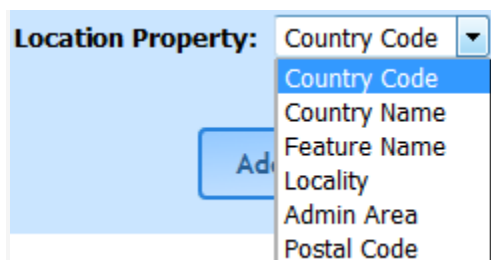 Location Property: Country Code
Country Code
Country Name
Feature Name
Locality
Admin Area
Postal Code